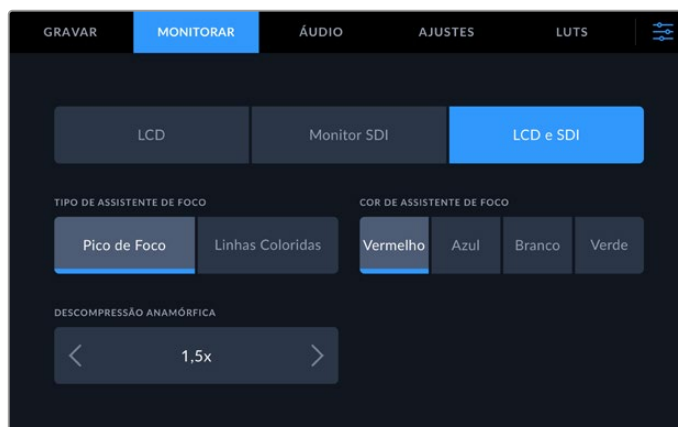 GRAVAR MONITORAR ÁUDIO AJUSTES LUTS
LCD Monitor SDI LCD e SDI
TIPO DE ASSISTENTE DE FOCO COR DE ASSISTENTE DE FOCO
Pico de Foco Linhas Coloridas Vermelho Azul Branco Verde
DESCOMPRESSÃO ANAMÓRFICA
1,5x